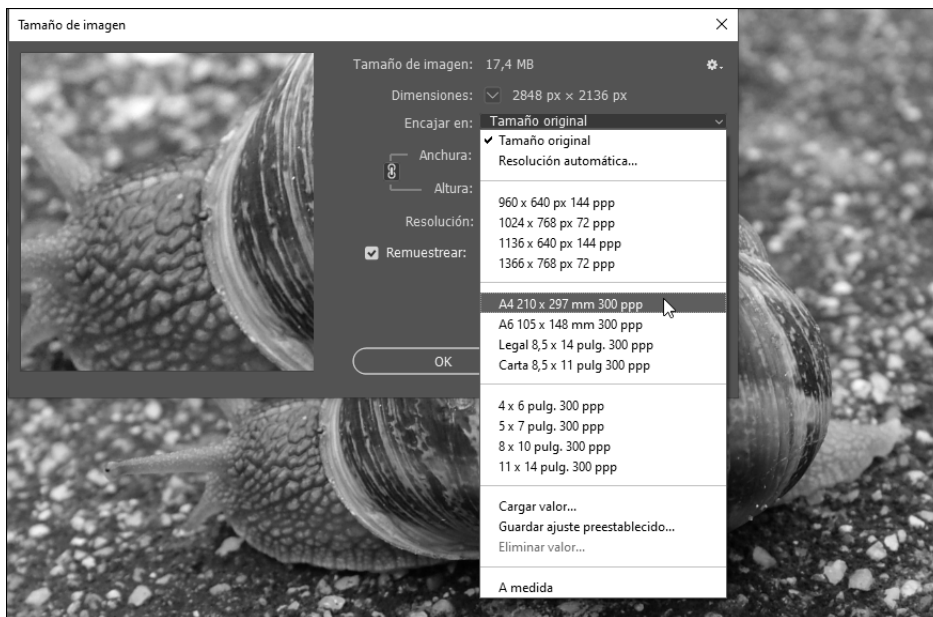 Tamaño de imagen
Tamaño de imagen: 17,4 MB
Dimensiones: 2848 px × 2136 px
Encajar en: Tamaño original
Anchura:
Altura:
Resolución:
Remuestrear:
OK
Tamaño original
Resolución automática...
960 x 640 px 144 ppp
1024 x 768 px 72 ppp
1136 x 640 px 144 ppp
1366 x 768 px 72 ppp
A4 210 x 297 mm 300 ppp
A6 105 x 148 mm 300 ppp
Legal 8,5 x 14 pulg. 300 ppp
Carta 8,5 x 11 pulg 300 ppp
4 x 6 pulg. 300 ppp
5 x 7 pulg. 300 ppp
8 x 10 pulg. 300 ppp
11 x 14 pulg. 300 ppp
Cargar valor...
Guardar ajuste preestablecido...
Eliminar valor...
A medida